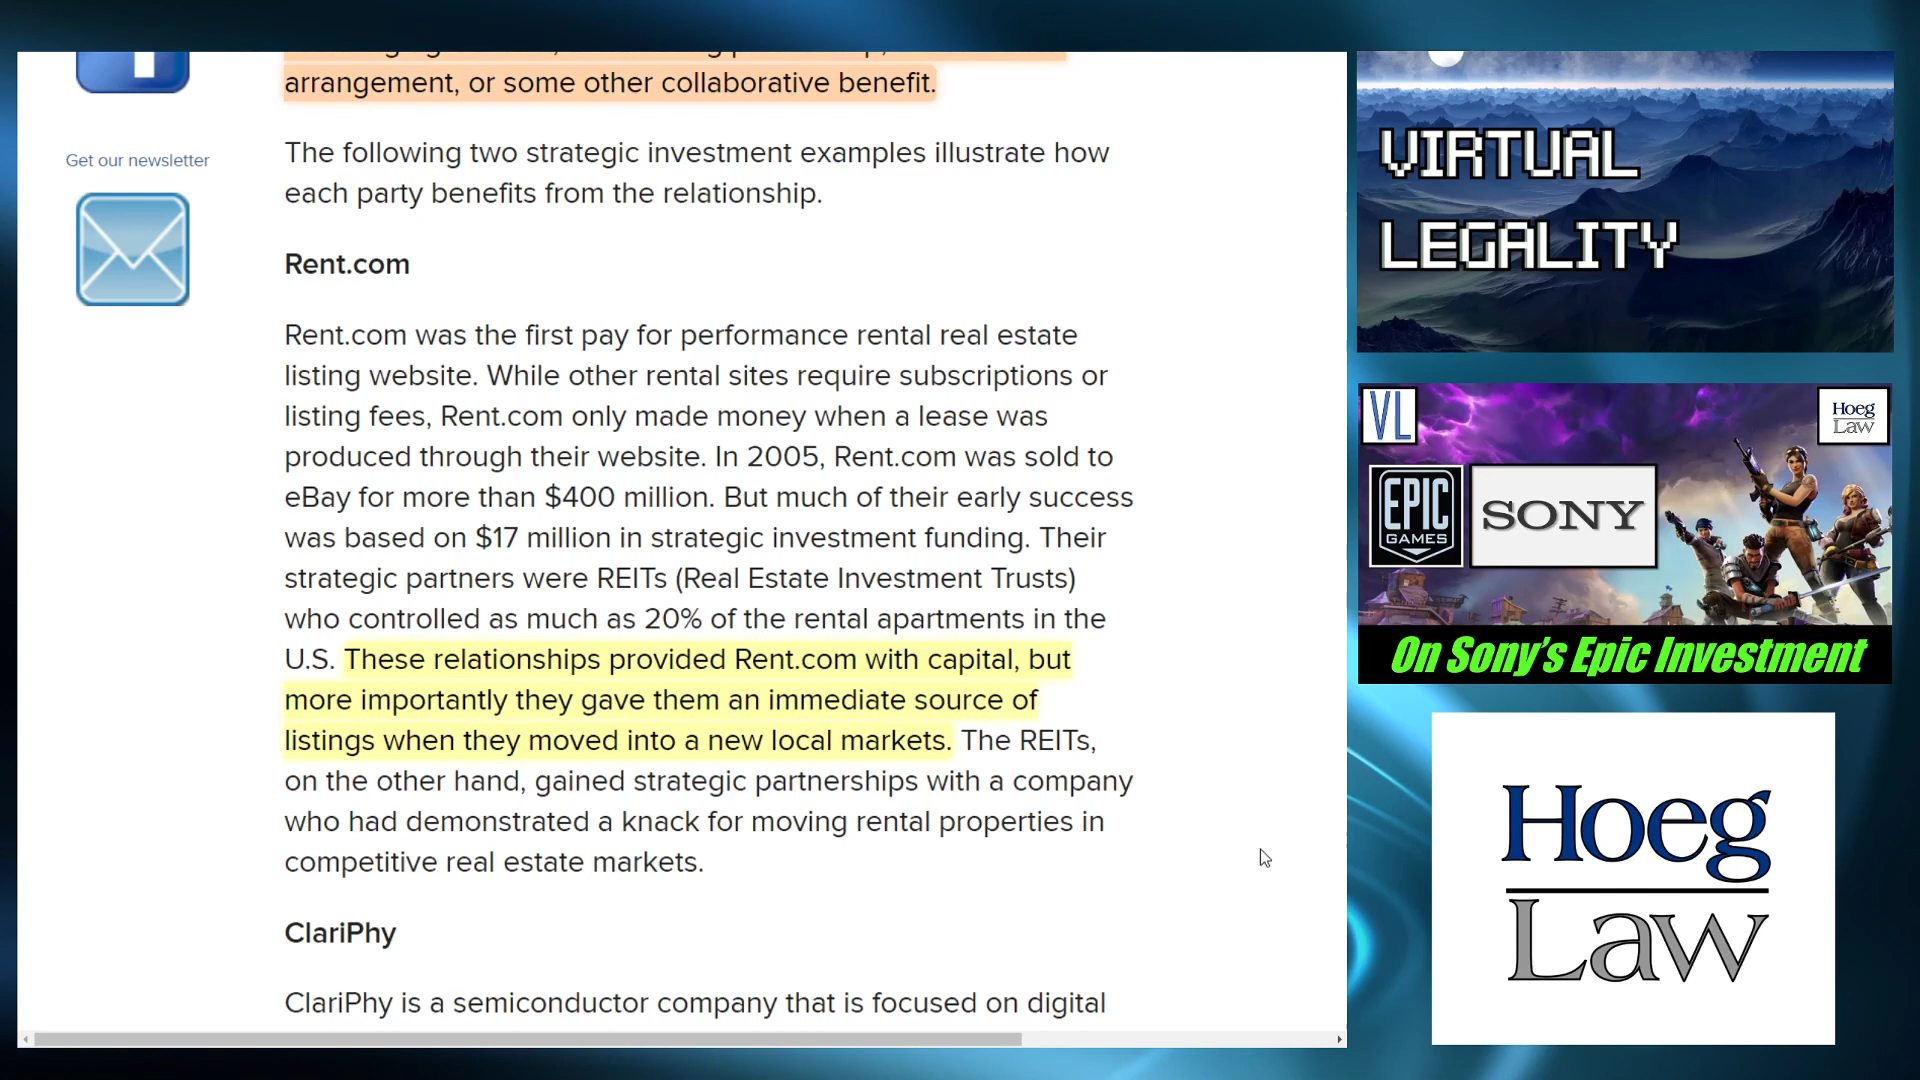 arrangement, or some other collaborative benefit.
Get our newsletter
The following two strategic investment examples illustrate how
each party benefits from the relationship.
Rent.com
Rent.com was the first pay for performance rental real estate
listing website. While other rental sites require subscriptions or
listing fees, Rent.com only made money when a lease was
produced through their website. In 2005, Rent.com was sold to
eBay for more than $400 million. But much of their early success
was based on $17 million in strategic investment funding. Their
strategic partners were REITs (Real Estate Investment Trusts)
who controlled as much as 20% of the rental apartments in the
U.S. These relationships provided Rent.com with capital, but
more importantly they gave them an immediate source of
listings when they moved into a new local markets. The REITs,
on the other hand, gained strategic partnerships with a company
who had demonstrated a knack for moving rental properties in
competitive real estate markets.
ClariPhy
ClariPhy is a semiconductor company that is focused on digital
VIRTUAL
LEGALITY
VL
Hoeg
Law
EPIC
GAMES
SONY
On Sony's Epic Investment
Hoeg
Law